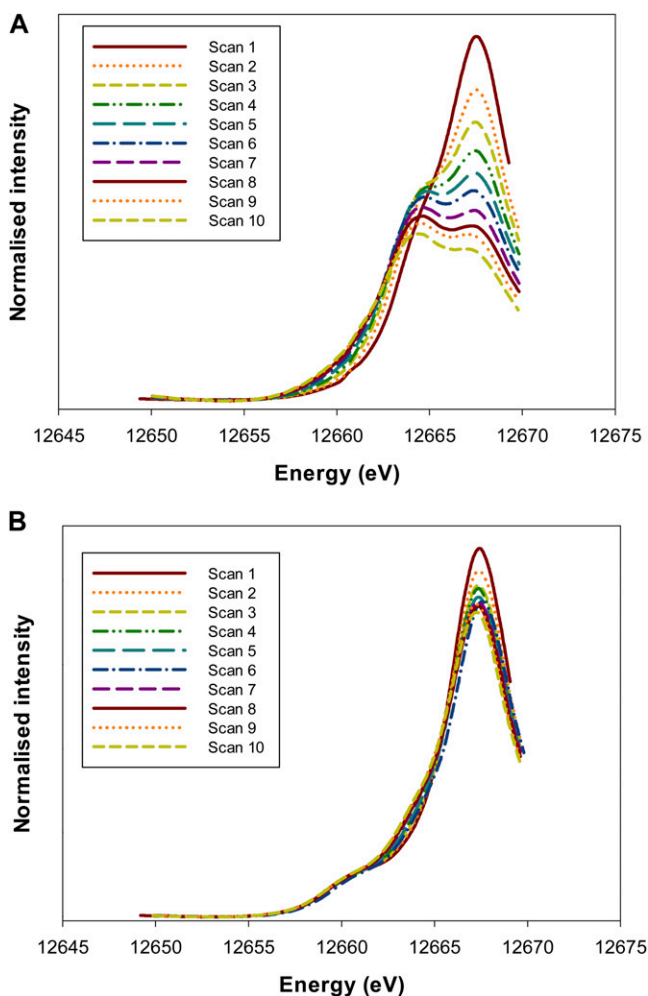 A
Normalised intensity
Scan 1
Scan 2
Scan 3
Scan 4
Scan 5
Scan 6
Scan 7
Scan 8
Scan 9
Scan 10
12645 12650 12655 12660 12665 12670 12675
Energy (eV)
B
Normalised intensity
Scan 1
Scan 2
Scan 3
Scan 4
Scan 5
Scan 6
Scan 7
Scan 8
Scan 9
Scan 10
12645 12650 12655 12660 12665 12670 12675
Energy (eV)